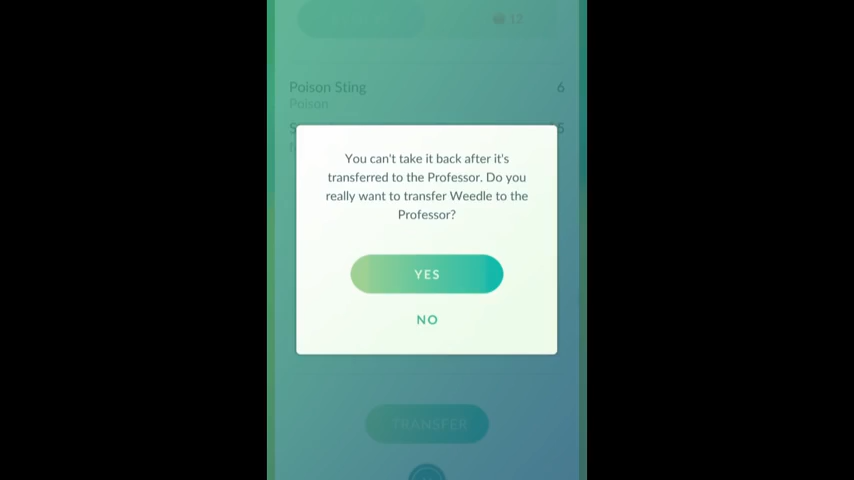 12
Poison Sting 6
Poison
You can't take it back after it's
transferred to the Professor. Do you
really want to transfer Weedle to the
Professor?
YES
NO
TRANSFER